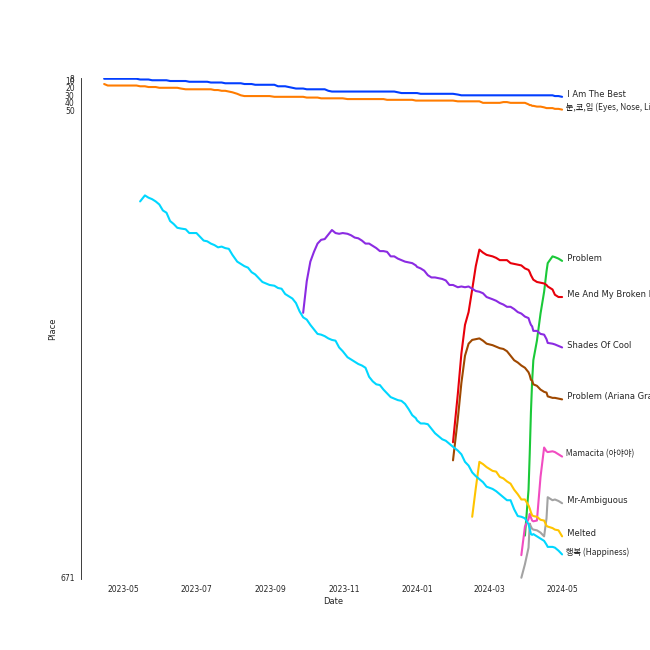 10
20
30
40
50
671
Place
I Am The Best
눈,코,입 (Eyes, Nose, Li
Problem
Me And My Broken
Shades Of Cool
Problem (Ariana Gra
Mamacita (아야야)
Mr-Ambiguous
Melted
행복 (Happiness)
2023-05 2023-07 2023-09 2023-11 2024-01 2024-03 2024-05
Date